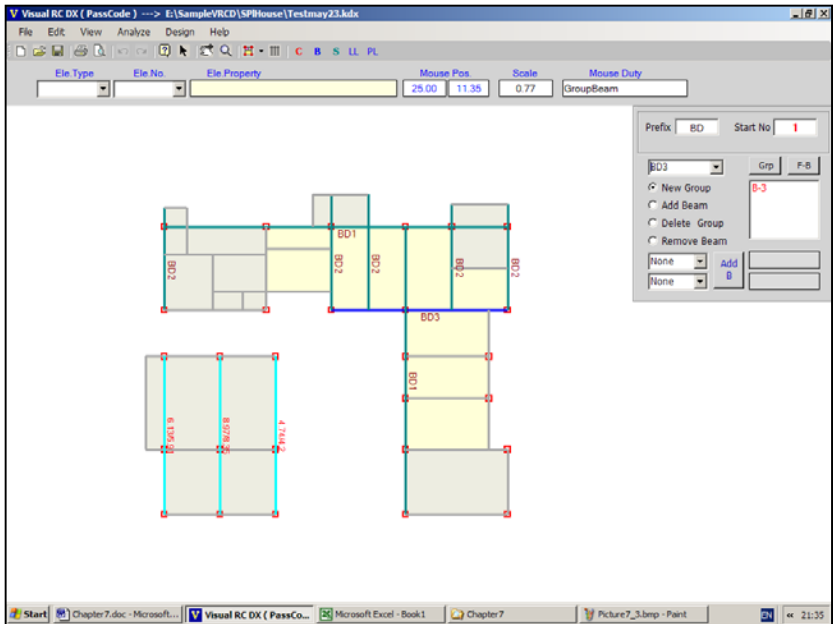 Visual RC DX ( PassCode ) ---> E:\SampleVRCD\SPIHouse\Testmay23.kdx
File Edit View Analyze Design Help
C B S LL PL
Ele.Type Ele.No. Ele.Property Mouse Pos. Scale Mouse Duty
25.00 11.35 0.77 GroupBeam
Prefix BD Start No 1
BD3 Grp F-B
New Group B-3
Add Beam
Delete Group
Remove Beam
None Add B
None
BD1
BD2 BD2 BD2 BD2 BD2
BD3
BD1
Start Chapter7.doc - Microsoft... Visual RC DX ( PassCo... Microsoft Excel - Book1 Chapter7 Picture7_3.bmp - Paint EN « 21:35